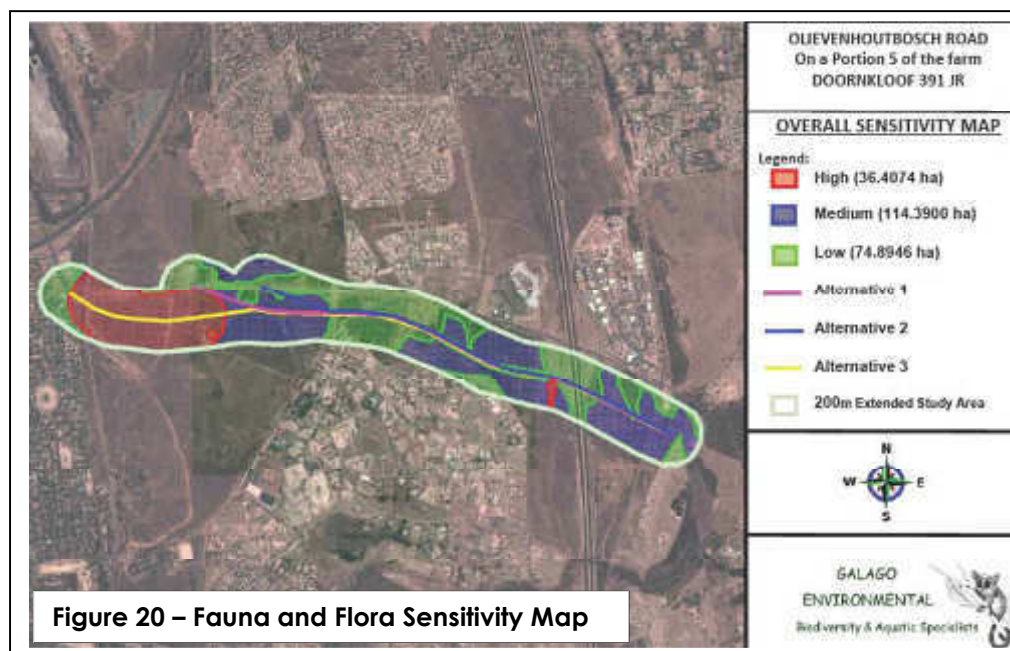 OLIEVENHOUTBOSCH ROAD
On a Portion 5 of the farm
DOORNKLOOF 391 JR
OVERALL SENSITIVITY MAP
Legend:
High (36.4074 ha)
Medium (114.3900 ha)
Low (74.8946 ha)
Alternative 1
Alternative 2
Alternative 3
200m Extended Study Area
N
W
E
S
GALAGO
ENVIRONMENTAL
Biodiversity & Aquatic Specialists
Figure 20 – Fauna and Flora Sensitivity Map